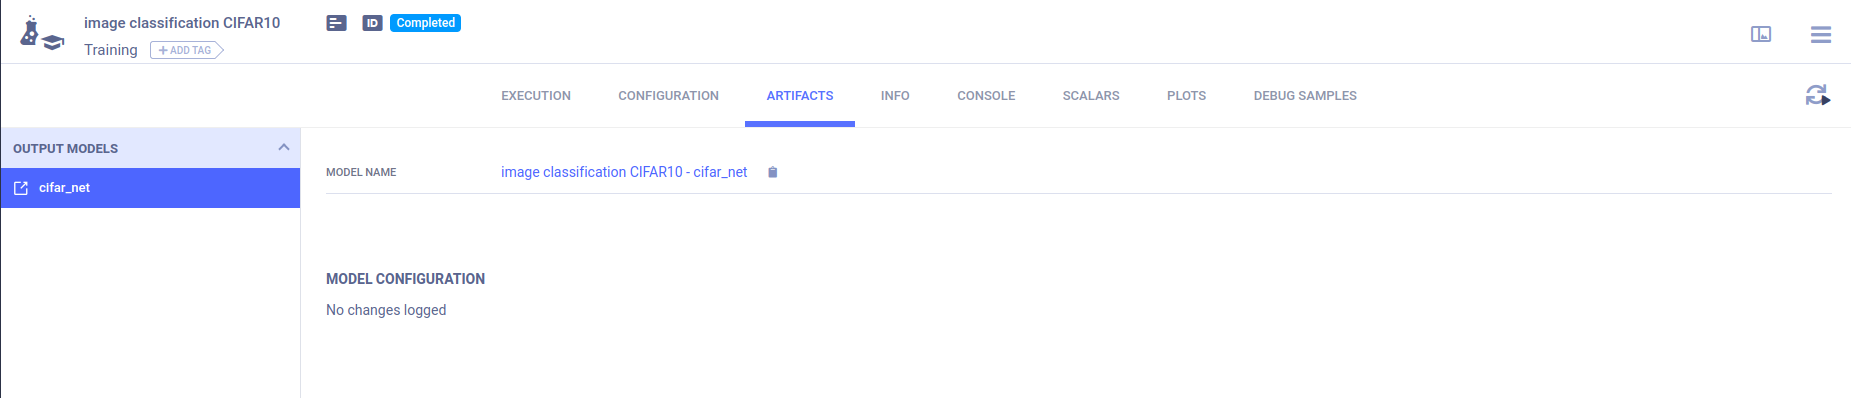 image classification CIFAR10 ID Completed
Training ADD TAG
EXECUTION CONFIGURATION ARTIFACTS INFO CONSOLE SCALARS PLOTS DEBUG SAMPLES
OUTPUT MODELS
cifar_net
MODEL NAME image classification CIFAR10 - cifar_net
MODEL CONFIGURATION
No changes logged